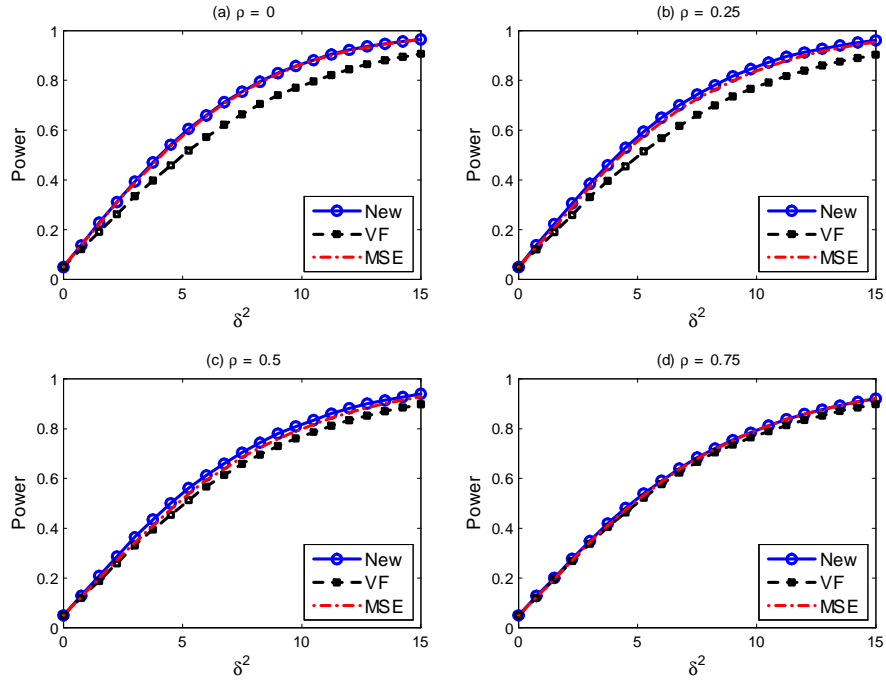 (a) ρ = 0
1
0.8
0.6
0.4
0.2
0
Power
New
VF
MSE
0 5 10 15
δ²
(b) ρ = 0.25
1
0.8
0.6
0.4
0.2
0
Power
New
VF
MSE
0 5 10 15
δ²
(c) ρ = 0.5
1
0.8
0.6
0.4
0.2
0
Power
New
VF
MSE
0 5 10 15
δ²
(d) ρ = 0.75
1
0.8
0.6
0.4
0.2
0
Power
New
VF
MSE
0 5 10 15
δ²